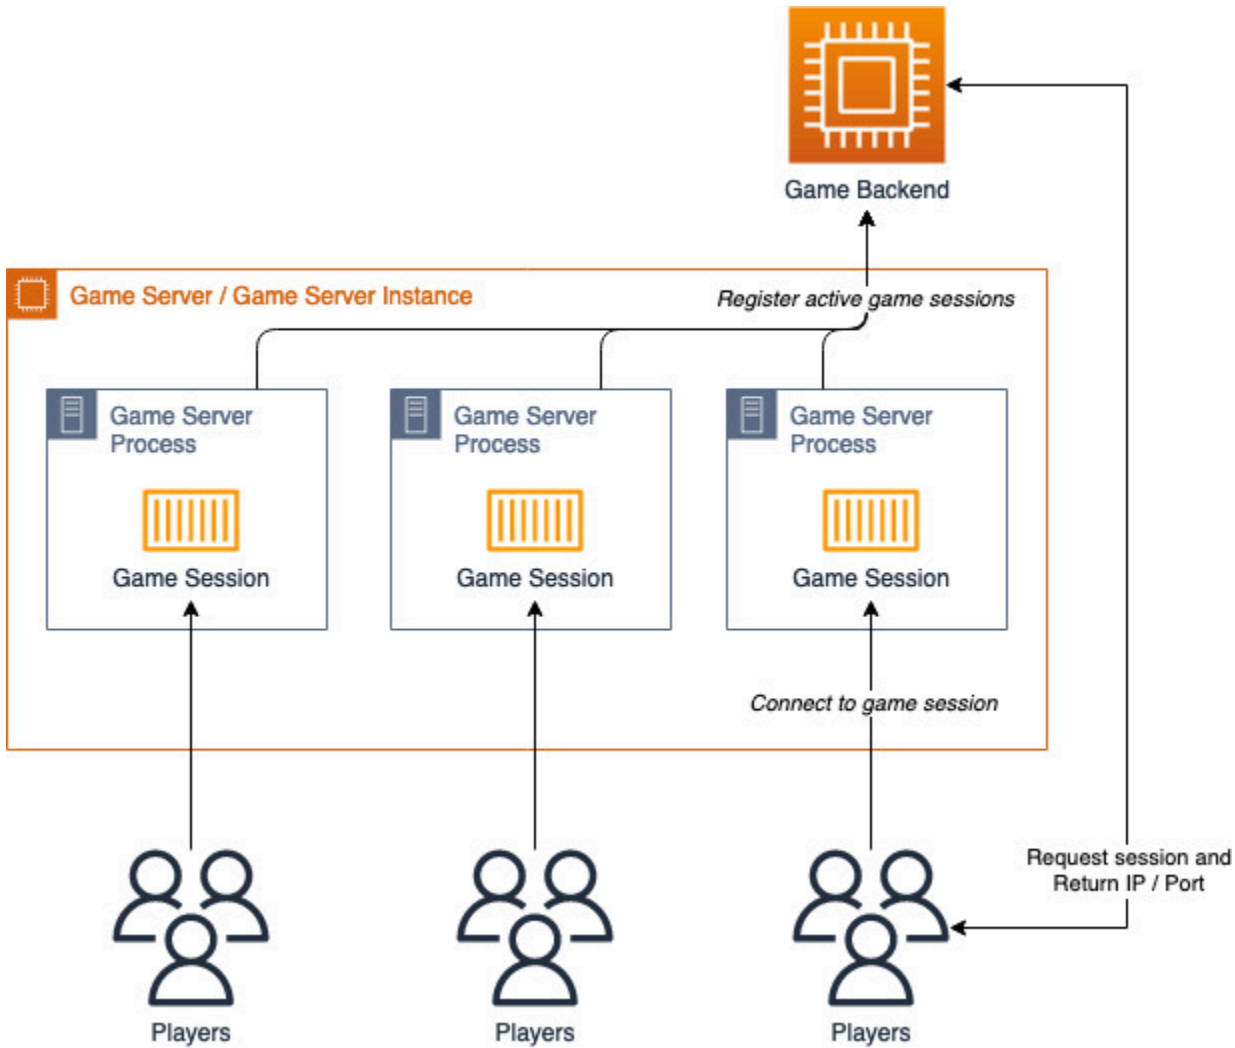 Game Backend
Game Server / Game Server Instance
Register active game sessions
Game Server
Process
Game Session
Game Server
Process
Game Session
Game Server
Process
Game Session
Connect to game session
Request session and
Return IP / Port
Players
Players
Players